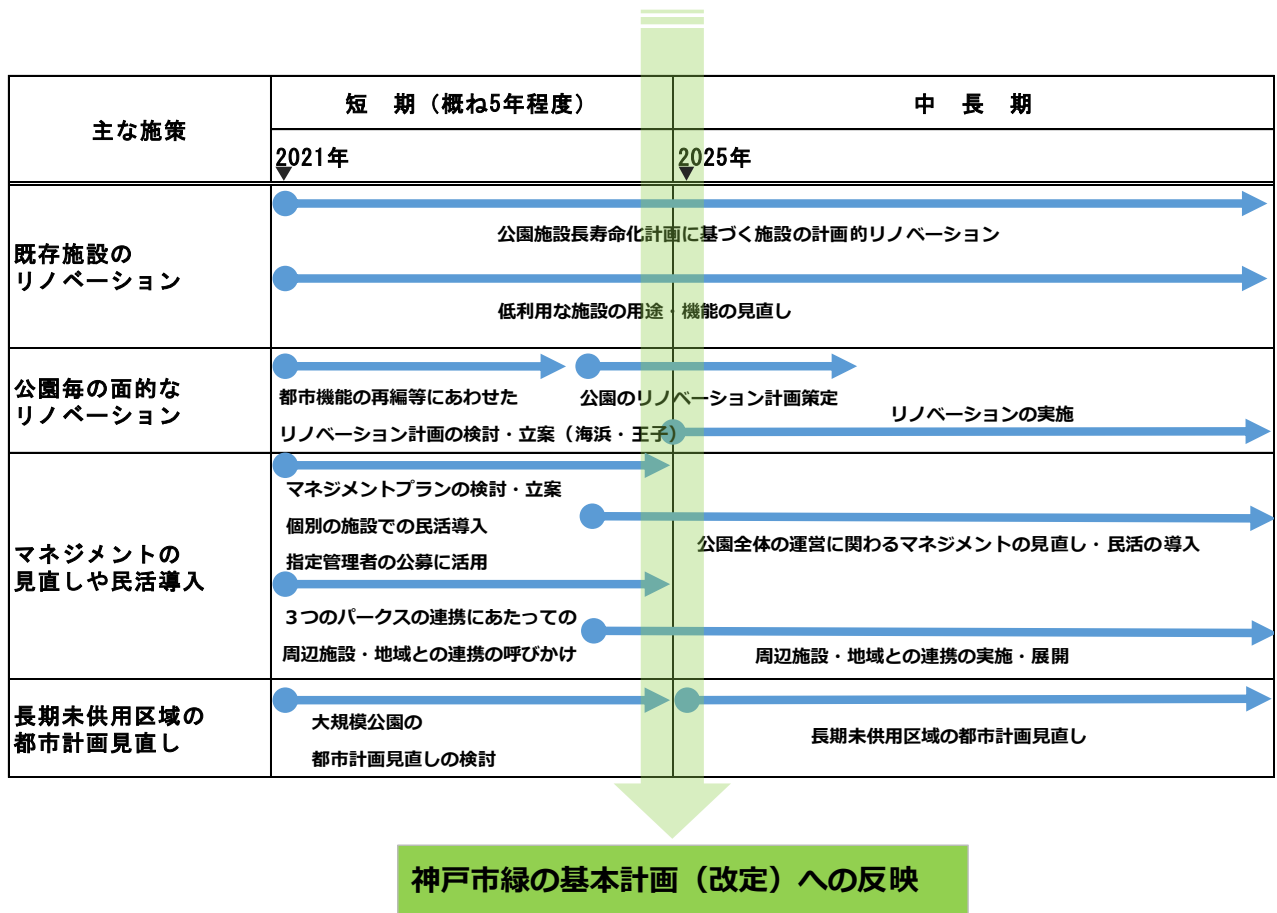 主な施策
短　期（概ね5年程度）
中　長　期
2021年
2025年
既存施設の
リノベーション
公園施設長寿命化計画に基づく施設の計画的リノベーション
低利用な施設の用途・機能の見直し
公園毎の面的な
リノベーション
都市機能の再編等にあわせた
リノベーション計画の検討・立案（海浜・王子）
公園のリノベーション計画策定
リノベーションの実施
マネジメントの
見直しや民活導入
マネジメントプランの検討・立案
個別の施設での民活導入
指定管理者の公募に活用
公園全体の運営に関わるマネジメントの見直し・民活の導入
３つのパークスの連携にあたっての
周辺施設・地域との連携の呼びかけ
周辺施設・地域との連携の実施・展開
長期未供用区域の
都市計画見直し
大規模公園の
都市計画見直しの検討
長期未供用区域の都市計画見直し
神戸市緑の基本計画（改定）への反映